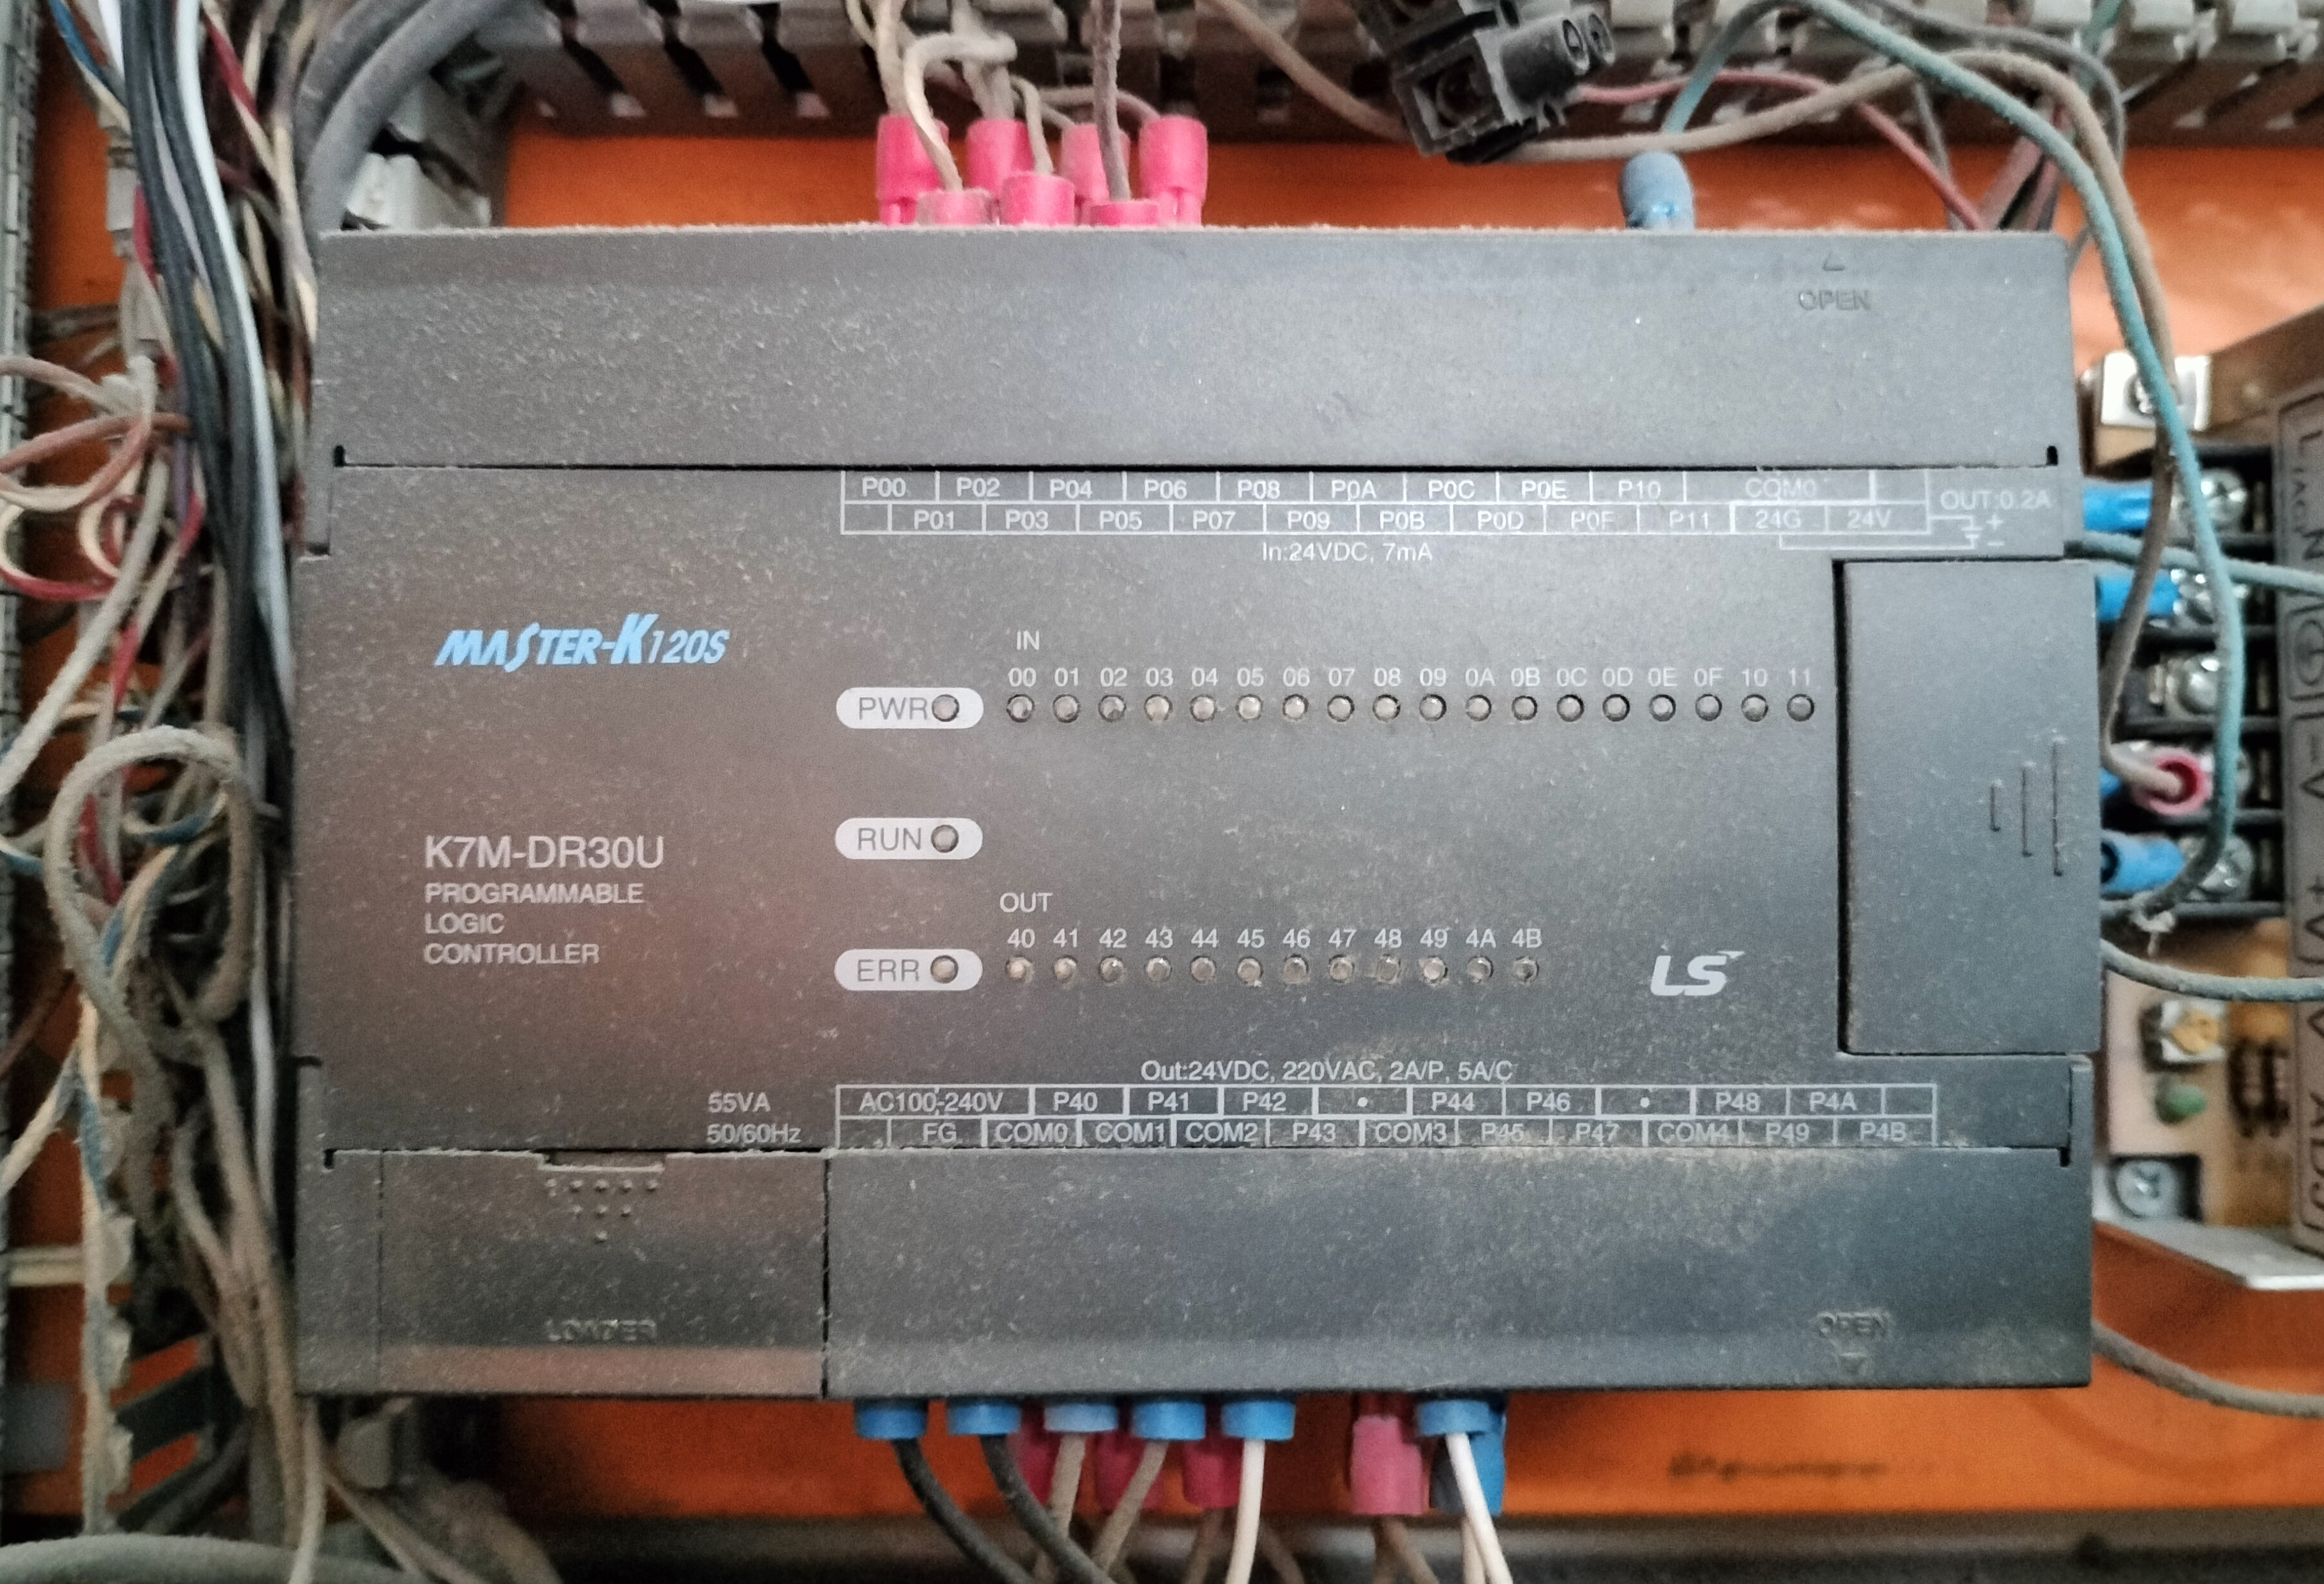 OPEN
P00 P02 P04 P06 P08 P0A P0C P0E P10 COM0
OUT:0.2A
P01 P03 P05 P07 P09 P0B P0D P0F P11 24G 24V
+
−
In:24VDC, 7mA
MASTER-K120S
IN
00 01 02 03 04 05 06 07 08 09 0A 0B 0C 0D 0E 0F 10 11
PWR
RUN
K7M-DR30U
PROGRAMMABLE
LOGIC
CONTROLLER
OUT
40 41 42 43 44 45 46 47 48 49 4A 4B
ERR
LS
Out:24VDC, 220VAC, 2A/P, 5A/C
55VA
AC100-240V P40 P41 P42 • P44 P46 • P48 P4A
50/60Hz
FG COM0 COM1 COM2 P43 COM3 P45 P47 COM4 P49 P4B
LOADER
OPEN